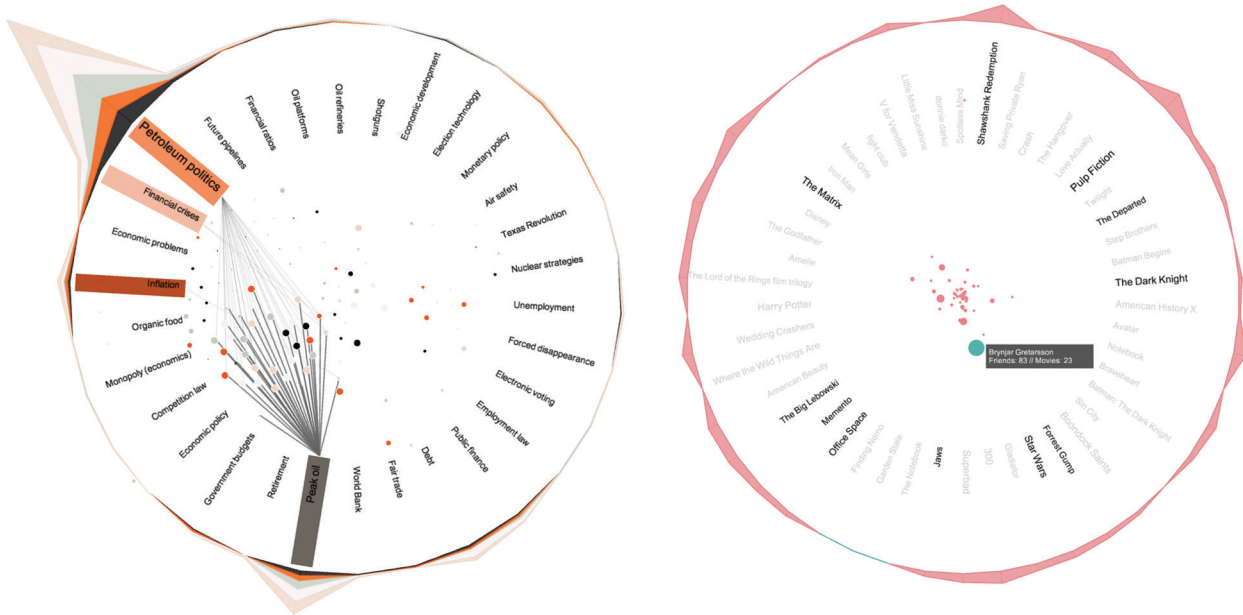 Petroleum politics
Future pipelines
Financial ratios
Oil platforms
Oil refineries
Shotguns
Economic development
Election technology
Monetary policy
Air safety
Texas Revolution
Nuclear strategies
Unemployment
Forced disappearance
Electronic voting
Employment law
Public finance
Debt
Fair trade
World Bank
Peak oil
Retirement
Government budgets
Economic policy
Competition law
Monopoly (economics)
Organic food
Inflation
Economic problems
Financial crises
Shawshank Redemption
Saving Private Ryan
Crash
The Hangover
Love Actually
Pulp Fiction
Twilight
The Departed
Step Brothers
Batman Begins
The Dark Knight
American History X
Avatar
Notebook
Braveheart
Batman: The Dark Knight
Sin City
Boondock Saints
Forrest Gump
Star Wars
Gladiator
300
Superbad
Jaws
The Notebook
Garden State
Finding Nemo
Office Space
Memento
The Big Lebowski
American Beauty
Where the Wild Things Are
Wedding Crashers
Harry Potter
The Lord of the Rings film trilogy
Amelie
The Godfather
Disney
The Matrix
Iron Man
Mean Girls
fight club
V for Vendetta
Little Miss Sunshine
donnie darko
Spotless Mind
Brynjar Gretarsson
Friends: 83 // Movies: 23